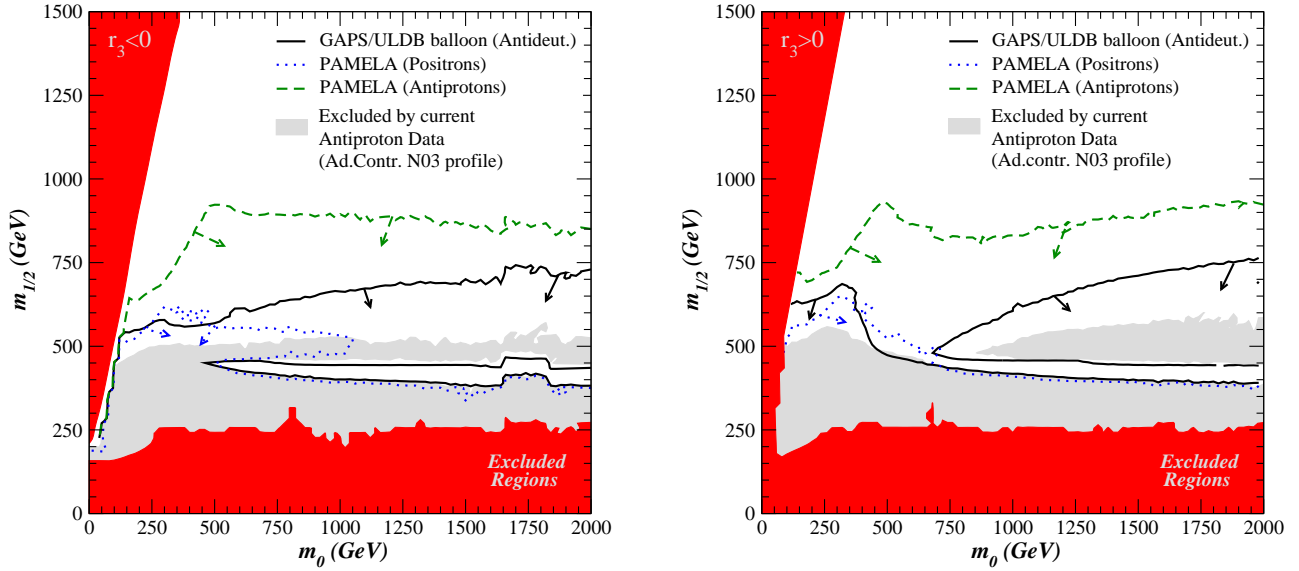 r3<0
GAPS/ULDB balloon (Antideut.)
PAMELA (Positrons)
PAMELA (Antiprotons)
Excluded by current
Antiproton Data
(Ad.Contr. N03 profile)
Excluded
Regions
1500
1250
1000
750
500
250
0
m1/2 (GeV)
0 250 500 750 1000 1250 1500 1750 2000
m0 (GeV)
r3>0
GAPS/ULDB balloon (Antideut.)
PAMELA (Positrons)
PAMELA (Antiprotons)
Excluded by current
Antiproton Data
(Ad.contr. N03 profile)
Excluded
Regions
1500
1250
1000
750
500
250
0
m1/2 (GeV)
0 250 500 750 1000 1250 1500 1750 2000
m0 (GeV)